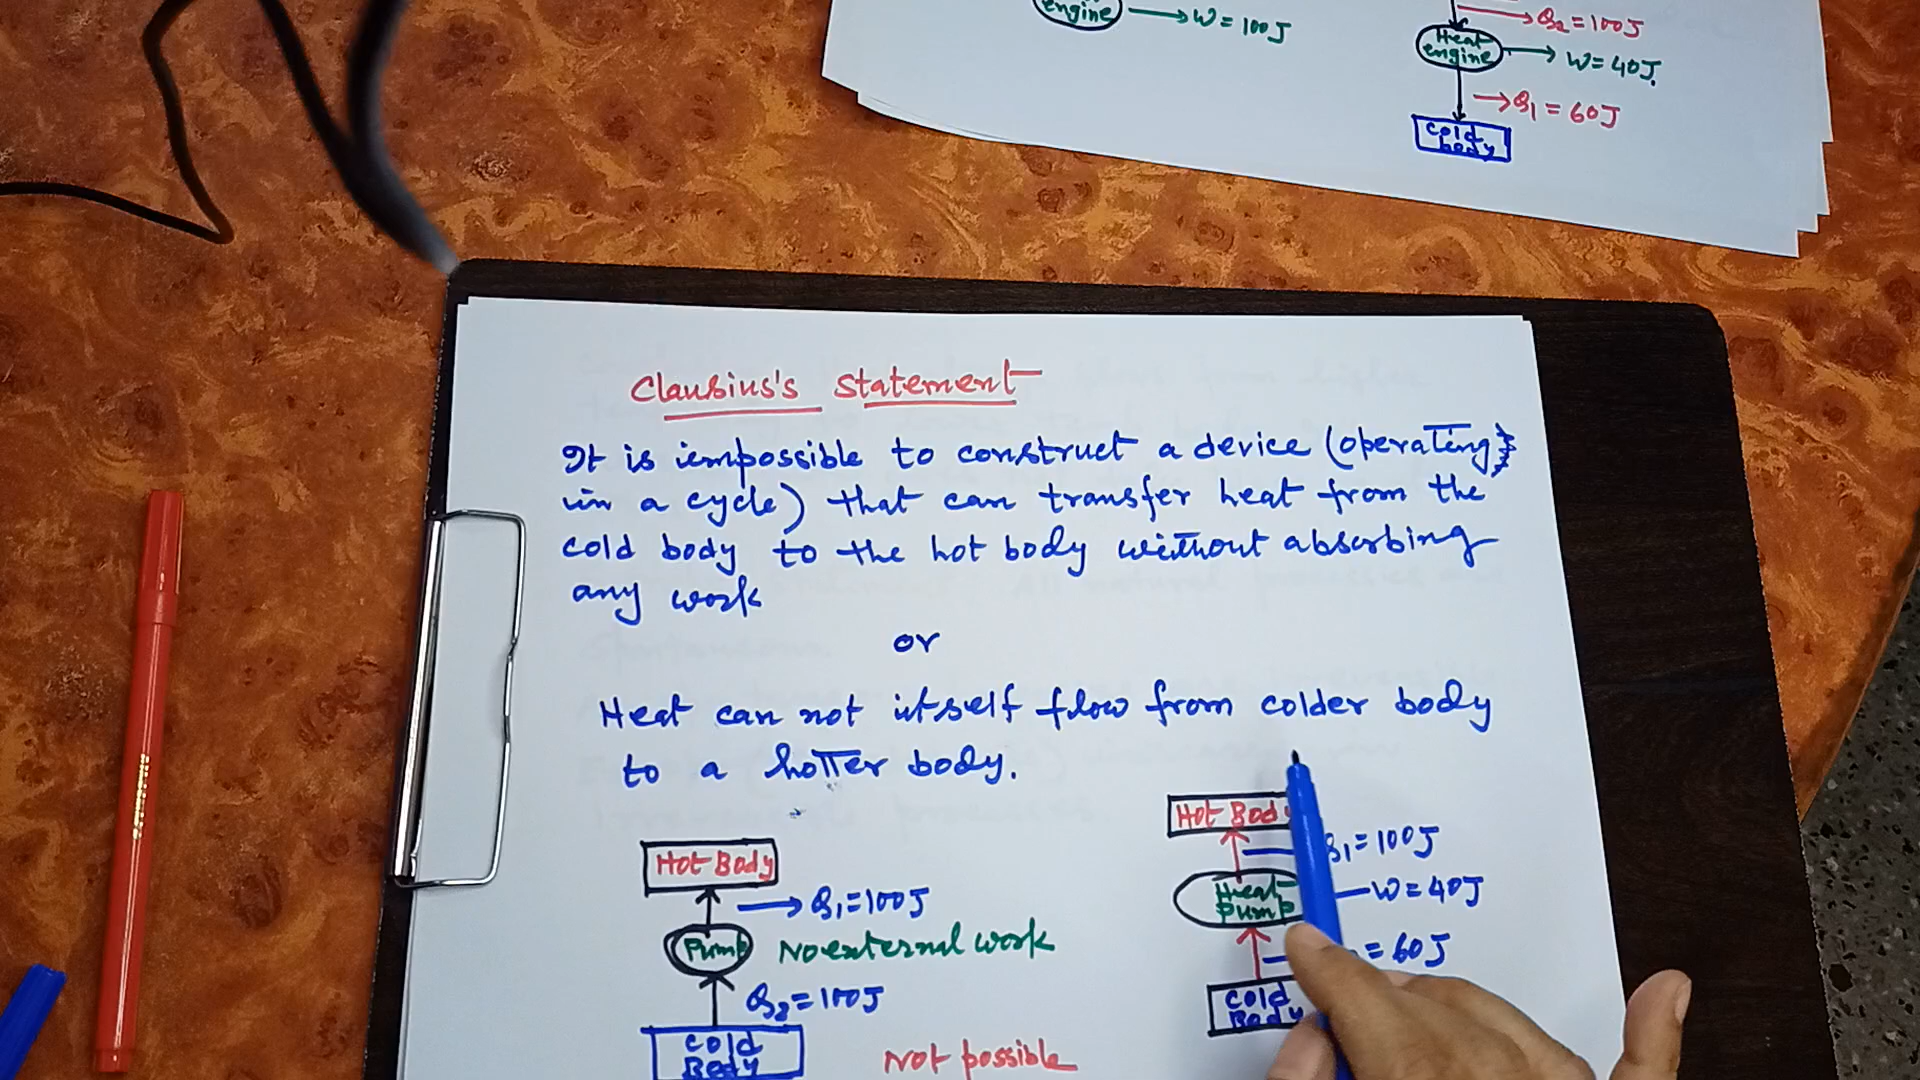 engine W = 100J
Q2 = 100J
Heat engine W = 40J
Q1 = 60J
Cold body
Clausius's statement
It is impossible to construct a device (operating
in a cycle) that can transfer heat from the
cold body to the hot body without absorbing
any work
or
Heat can not itself flow from colder body
to a hotter body.
Hot Body
Q1 = 100J
Pump No external work
Q2 = 100J
Cold Body
Not possible
Hot Body
Q1 = 100J
Heat Pump W = 40J
= 60J
Cold Body